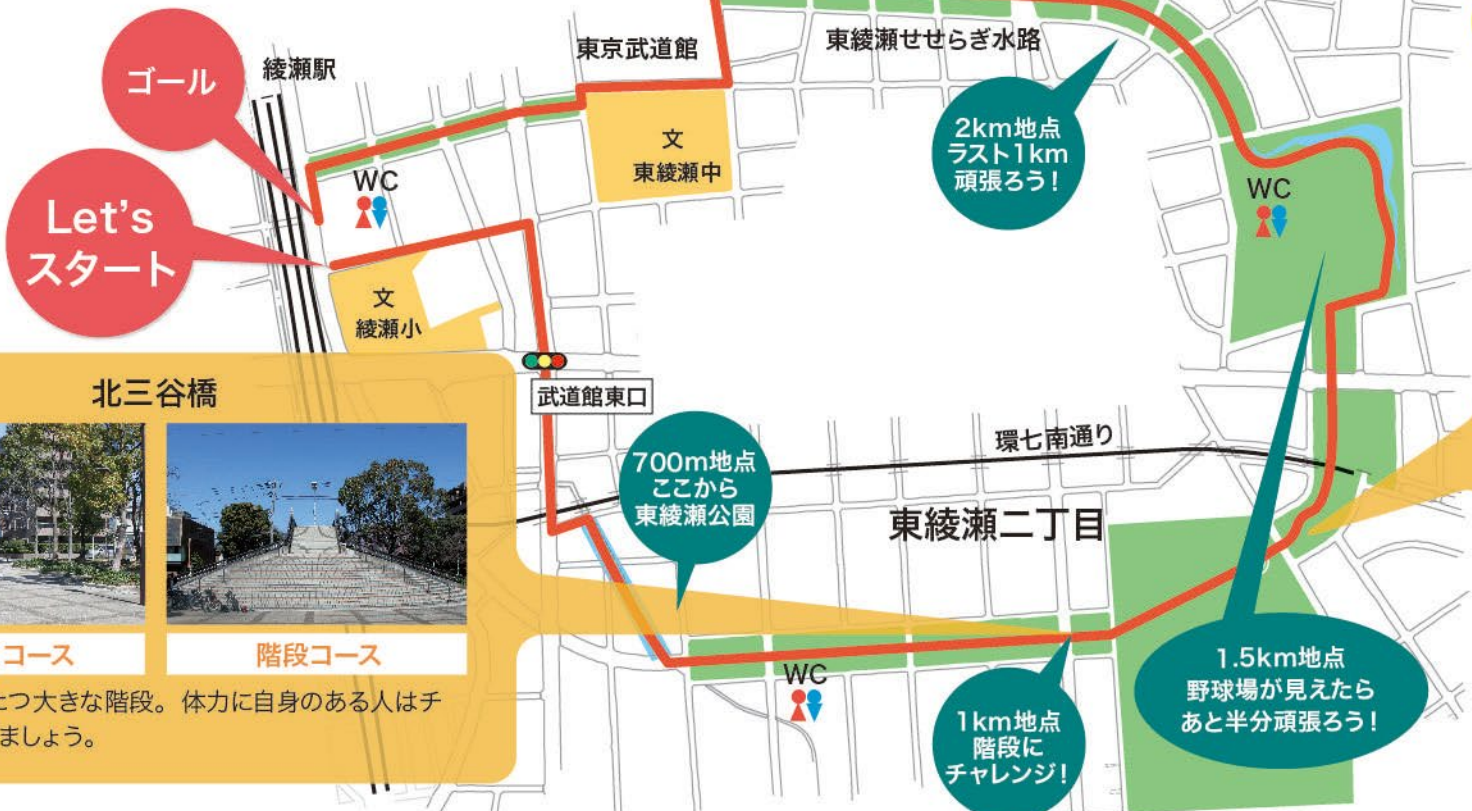 ゴール
綾瀬駅
東京武道館
東綾瀬せせらぎ水路
Let's
スタート
WC
文
東綾瀬中
2km地点
ラスト1km
頑張ろう!
WC
文
綾瀬小
武道館東口
北三谷橋
コース
階段コース
つ大きな階段。体力に自身のある人はチ
ましょう。
700m地点
ここから
東綾瀬公園
環七南通り
東綾瀬二丁目
WC
1km地点
階段に
チャレンジ!
1.5km地点
野球場が見えたら
あと半分頑張ろう!